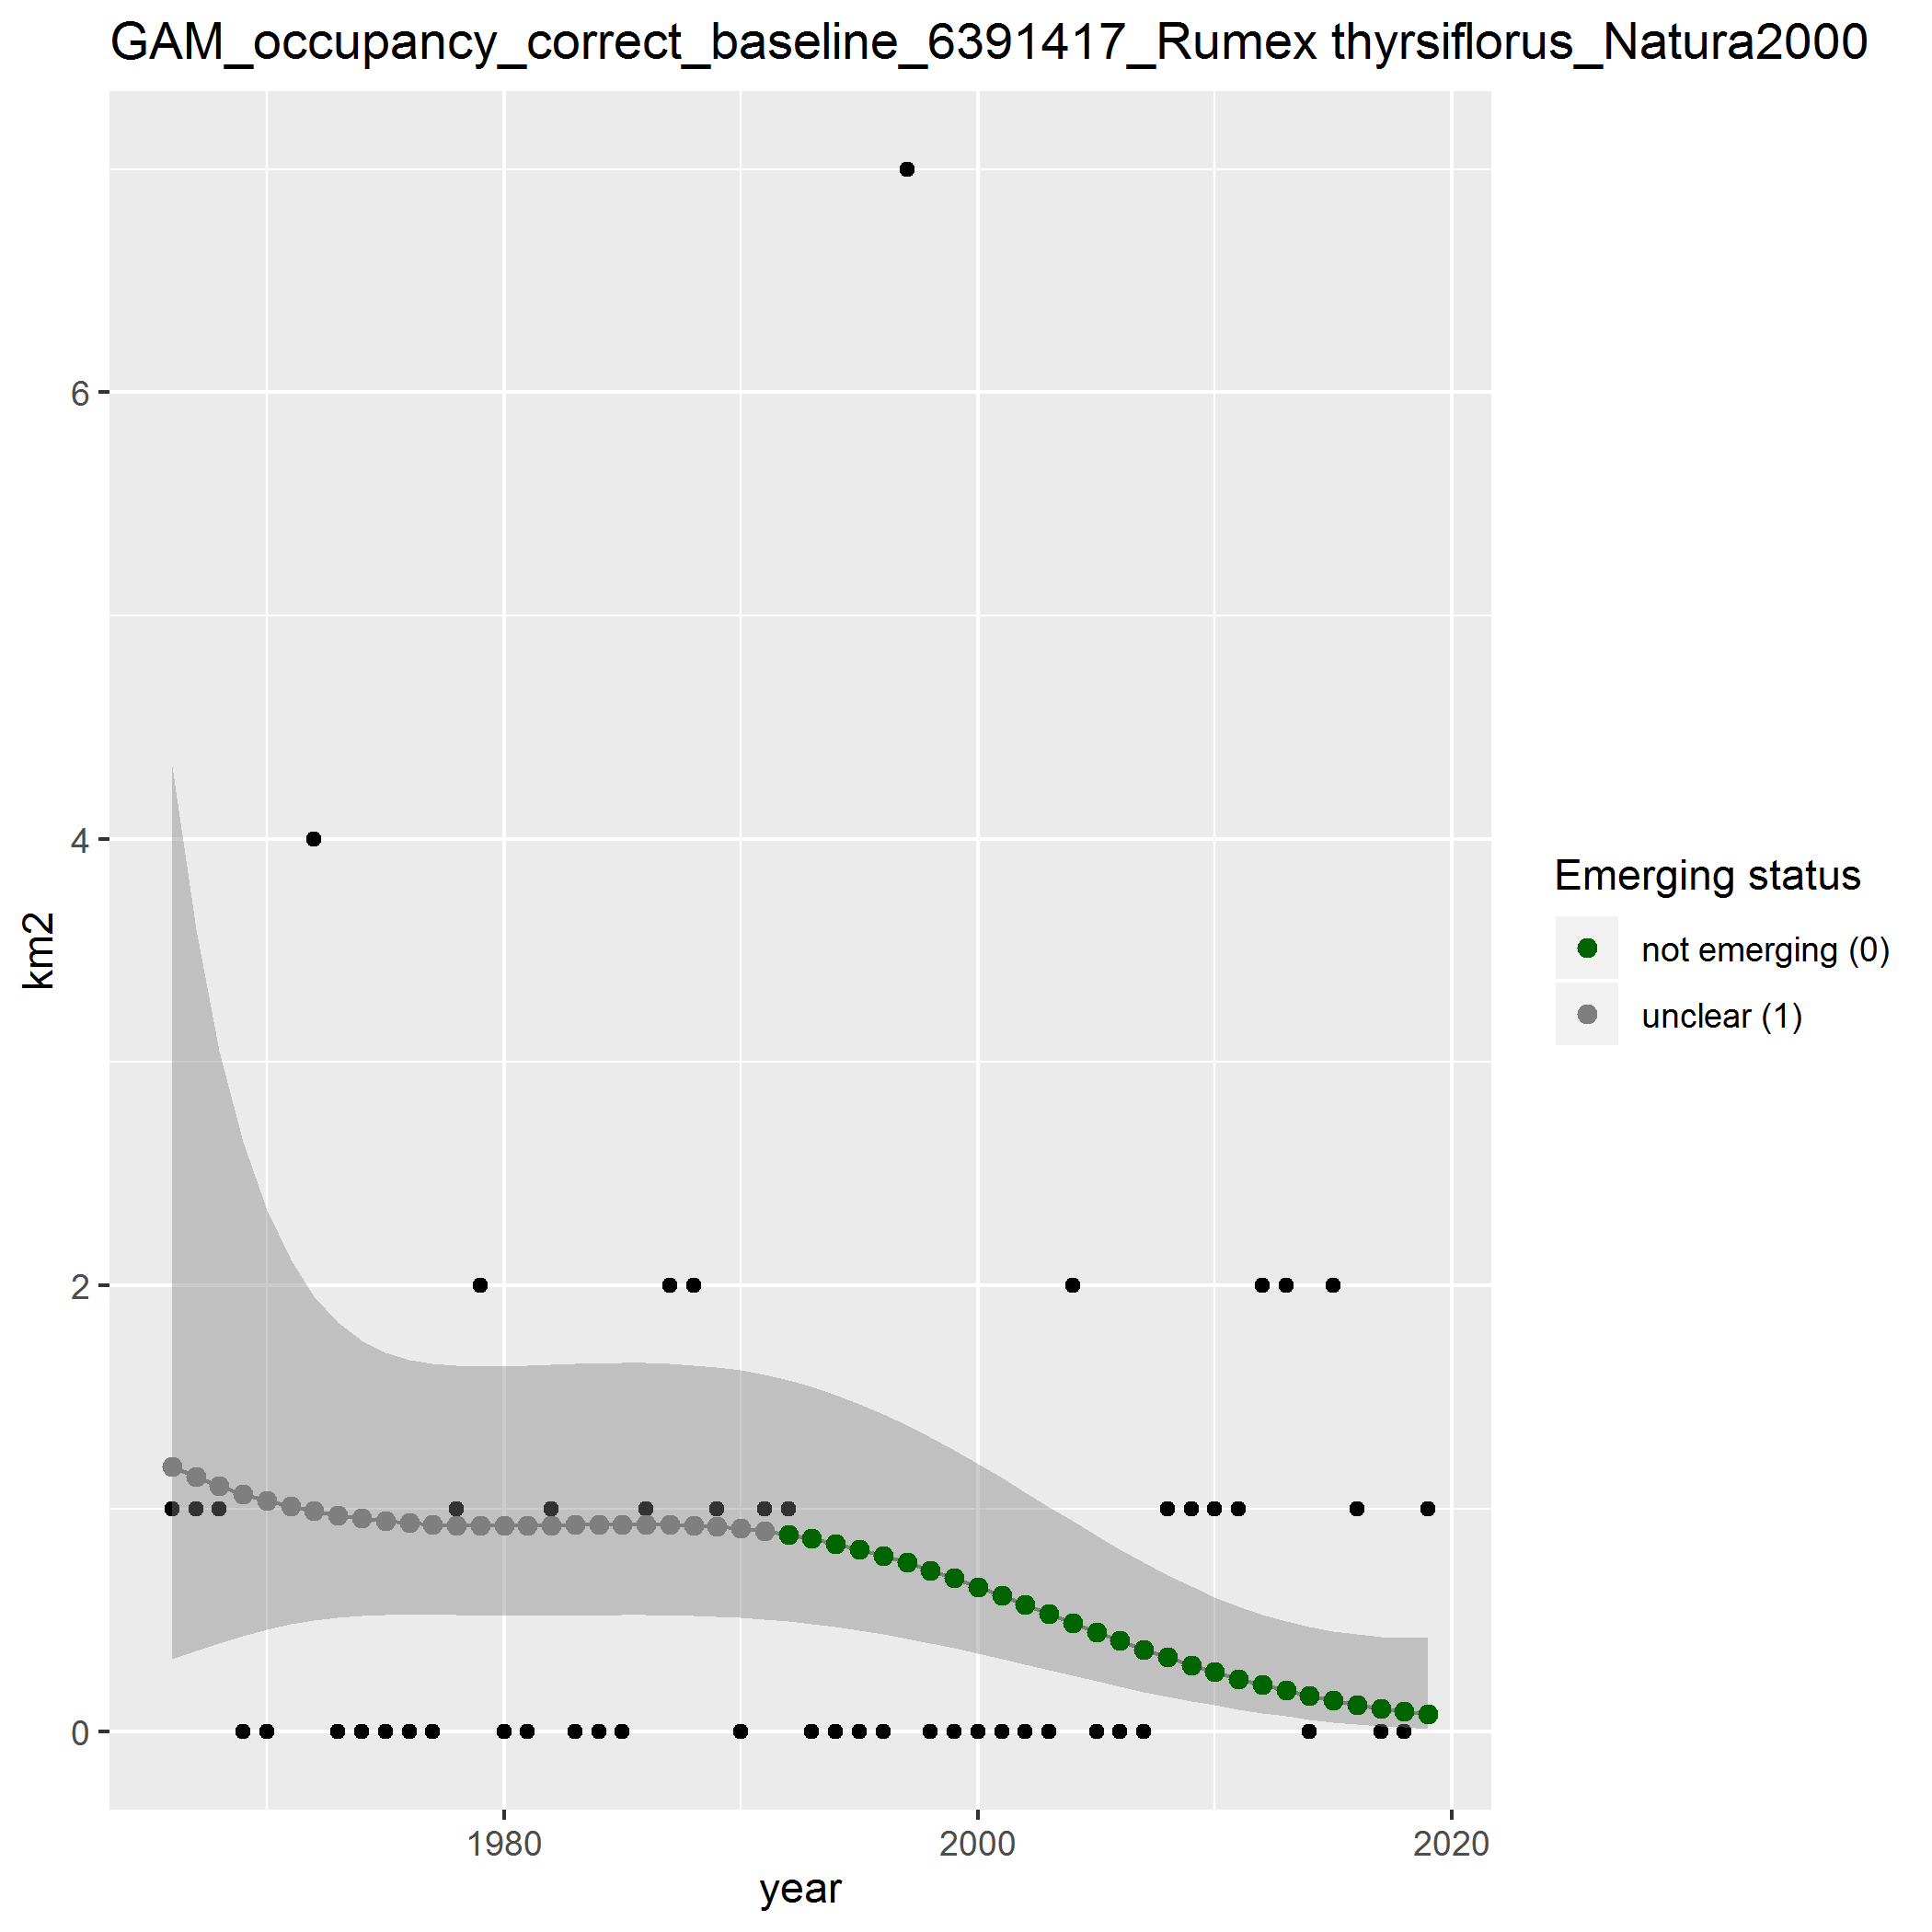 GAM_occupancy_correct_baseline_6391417_Rumex thyrsiflorus_Natura2000
6
4
2
0
km2
1980
2000
2020
year
Emerging status
not emerging (0)
unclear (1)